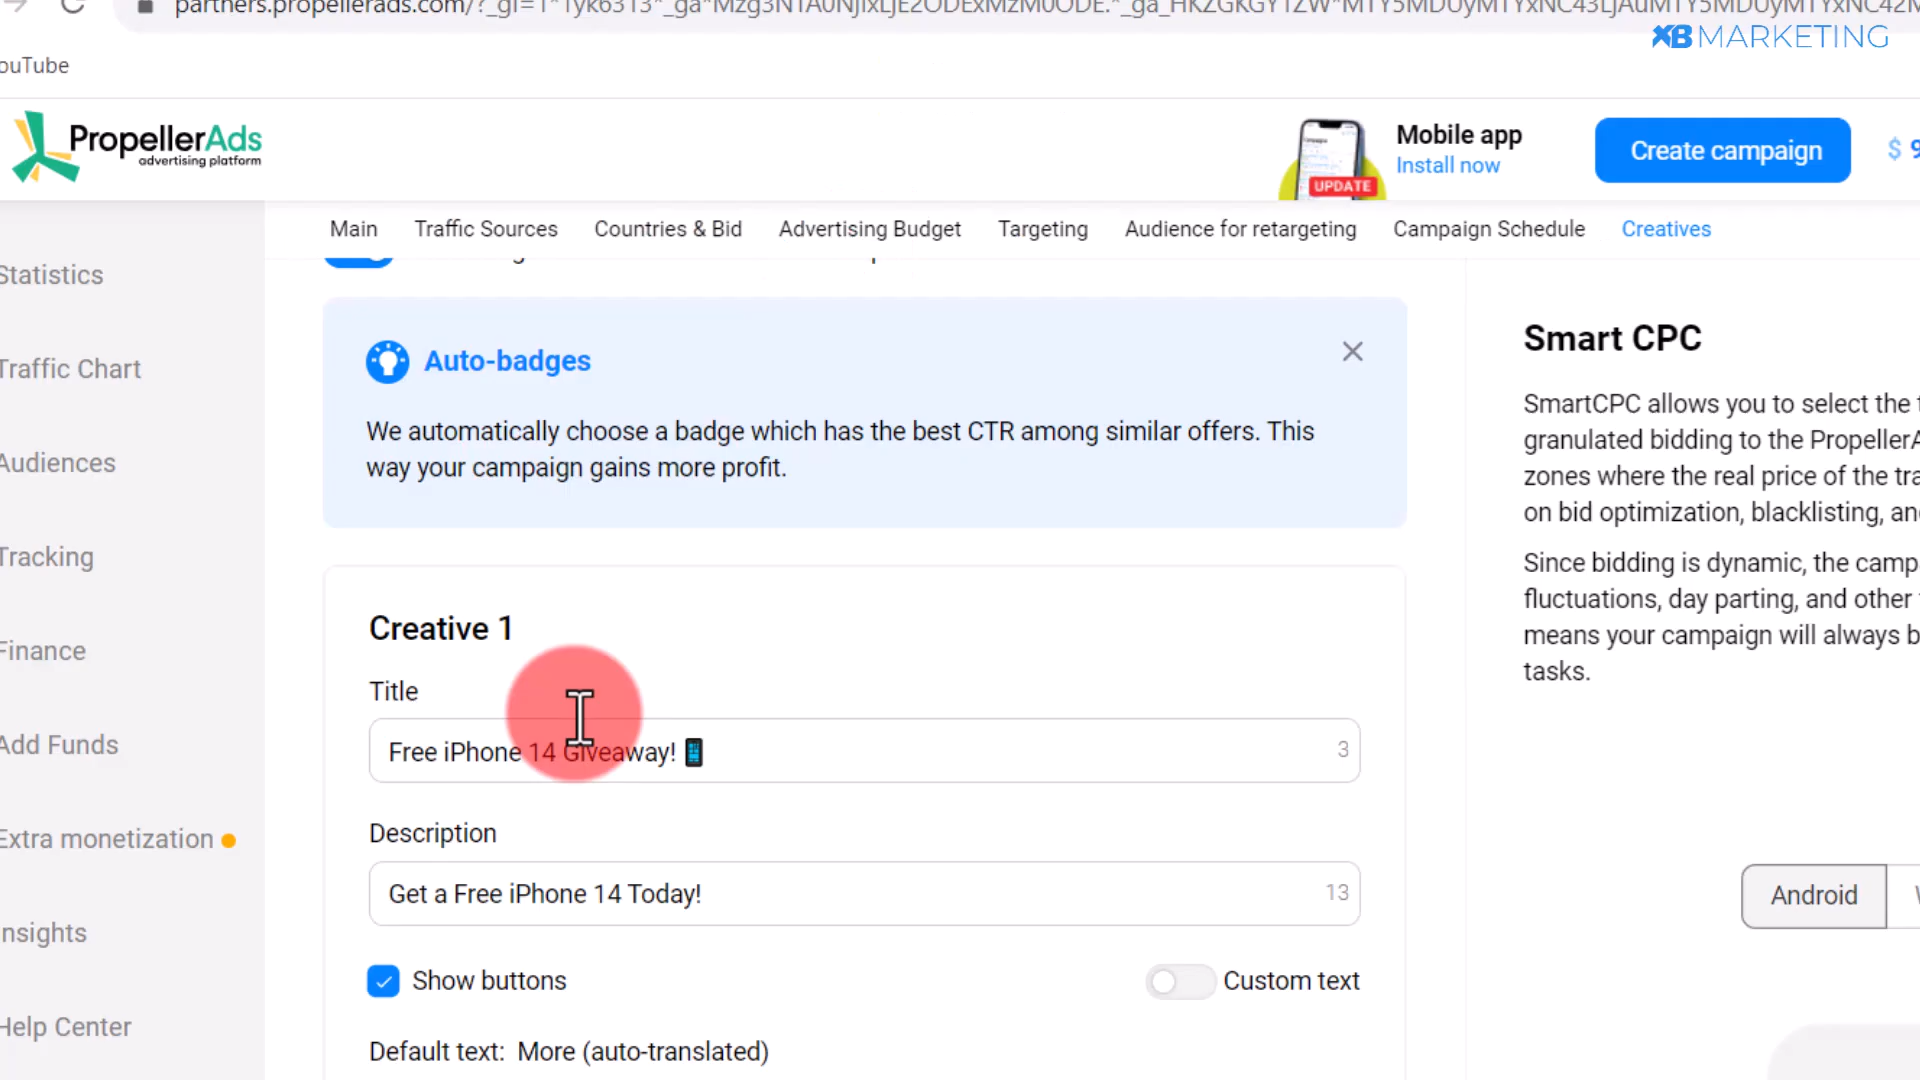 XB MARKETING
ouTube
PropellerAds
advertising platform
UPDATE
Mobile app
Install now
Create campaign
$ 9
Main Traffic Sources Countries & Bid Advertising Budget Targeting Audience for retargeting Campaign Schedule Creatives
Statistics
Traffic Chart
Audiences
Tracking
Finance
Add Funds
Extra monetization
Insights
Help Center
Auto-badges
We automatically choose a badge which has the best CTR among similar offers. This
way your campaign gains more profit.
Creative 1
Title
Free iPhone 14 Giveaway! 📱
3
Description
Get a Free iPhone 14 Today!
13
Show buttons
Custom text
Default text: More (auto-translated)
Smart CPC
SmartCPC allows you to select the
granulated bidding to the PropellerA
zones where the real price of the tra
on bid optimization, blacklisting, an
Since bidding is dynamic, the camp
fluctuations, day parting, and other
means your campaign will always b
tasks.
Android